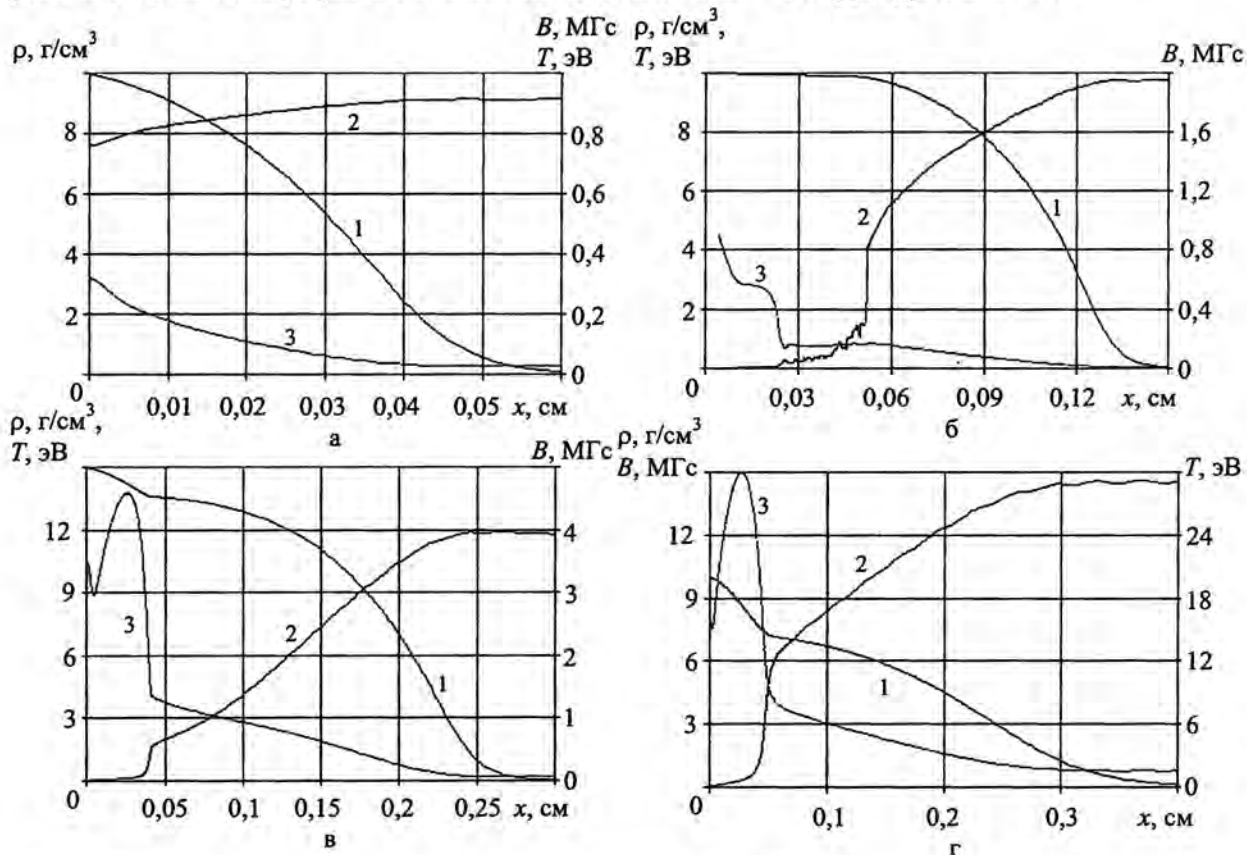 ρ, г/см³
B, МГс
T, эВ
8
6
4
2
0,8
0,6
0,4
0,2
0
1
2
3
0 0,01 0,02 0,03 0,04 0,05 x, см
а
ρ, г/см³,
T, эВ
B, МГс
8
6
4
2
1,6
1,2
0,8
0,4
0
1
2
3
0,03 0,06 0,09 0,12 x, см
б
ρ, г/см³,
T, эВ
B, МГс
12
9
6
3
4
3
2
1
0
1
2
3
0 0,05 0,1 0,15 0,2 0,25 x, см
в
ρ, г/см³
B, МГс
T, эВ
12
9
6
3
24
18
12
6
0
1
2
3
0 0,1 0,2 0,3 x, см
г